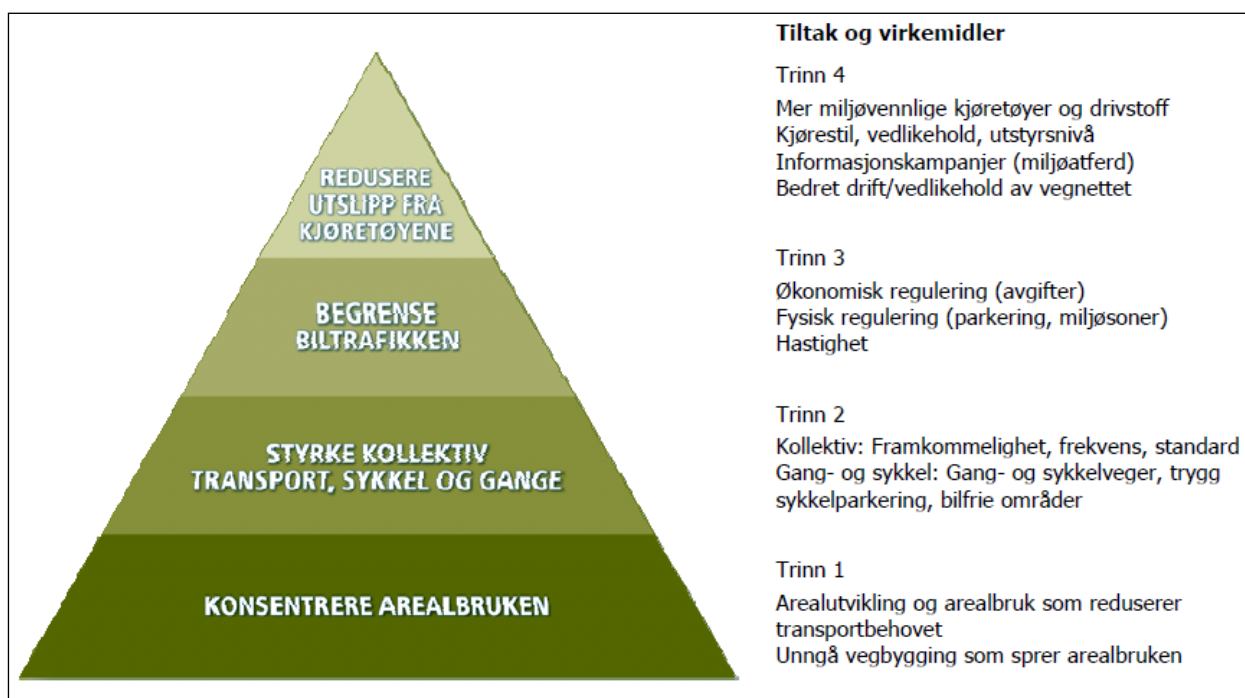 REDUSERE
UTSLIPP FRA
KJØRETØYENE
BEGRENSE
BILTRAFIKKEN
STYRKE KOLLEKTIV
TRANSPORT, SYKKEL OG GANGE
KONSENTRERE AREALBRUKEN
Tiltak og virkemidler
Trinn 4
Mer miljøvennlige kjøretøyer og drivstoff
Kjørestil, vedlikehold, utstyrsnivå
Informasjonskampanjer (miljøatferd)
Bedret drift/vedlikehold av vegnettet
Trinn 3
Økonomisk regulering (avgifter)
Fysisk regulering (parkering, miljøsoner)
Hastighet
Trinn 2
Kollektiv: Framkommelighet, frekvens, standard
Gang- og sykkel: Gang- og sykkelveger, trygg
sykkelparkering, bilfrie områder
Trinn 1
Arealutvikling og arealbruk som reduserer
transportbehovet
Unngå vegbygging som sprer arealbruken